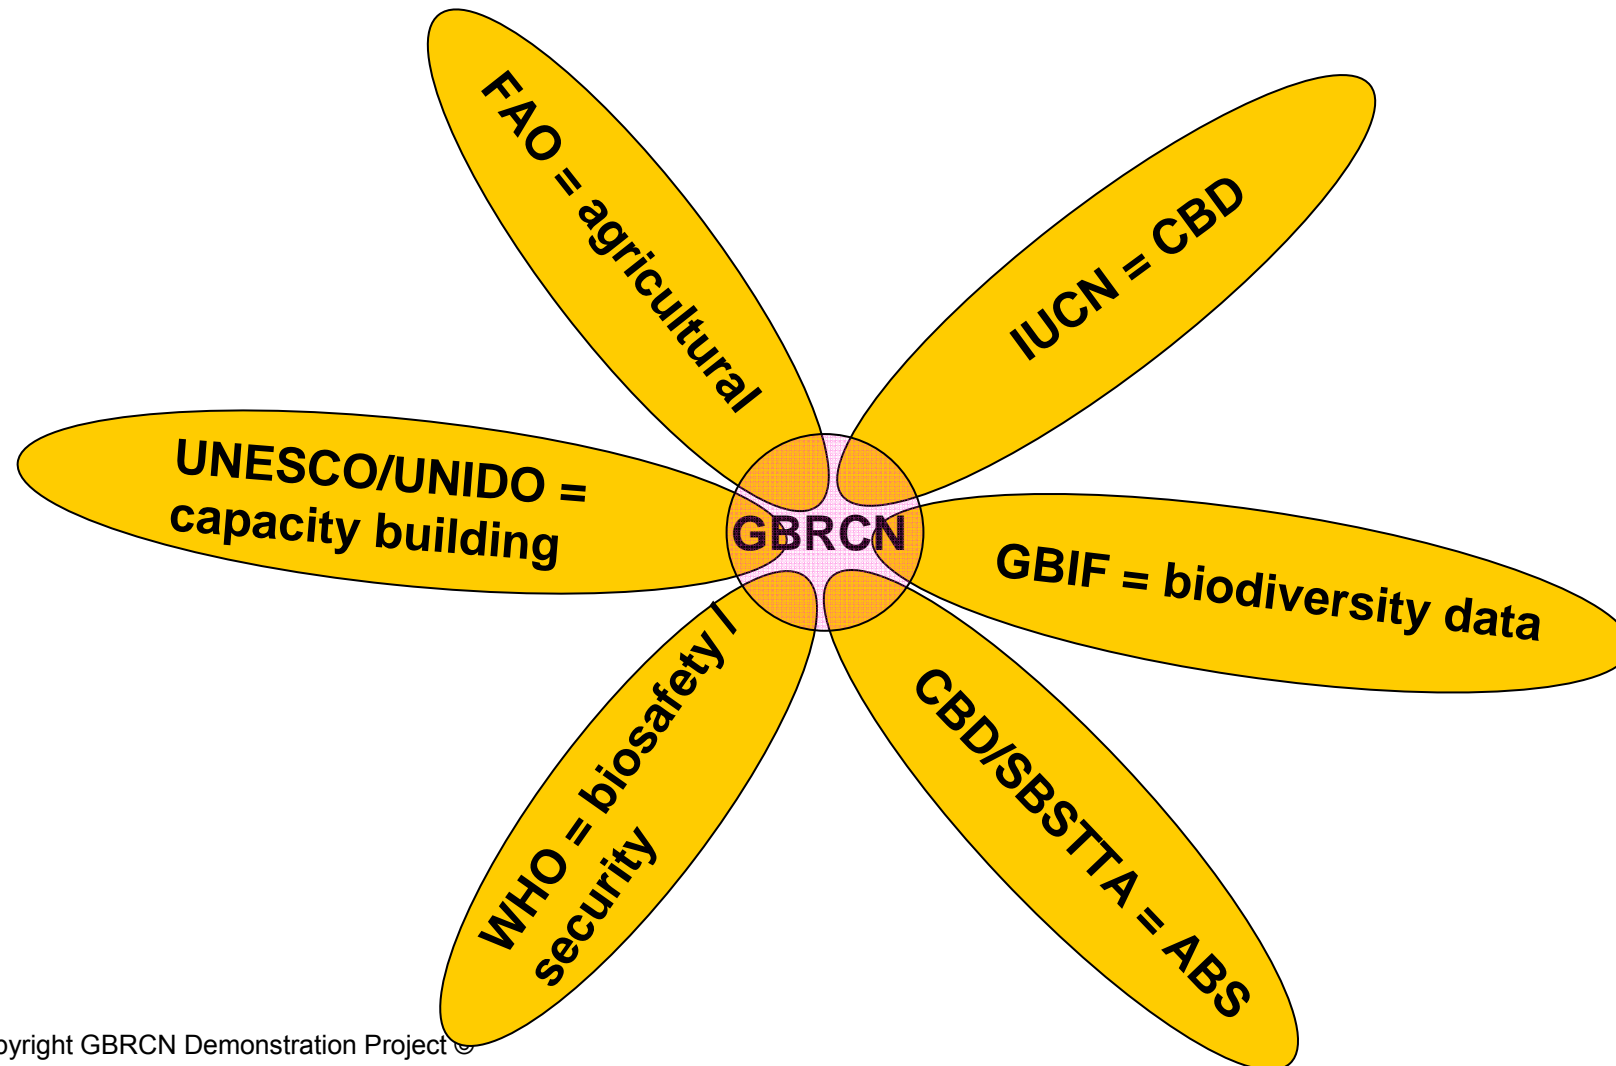 FAO = agricultural
IUCN = CBD
UNESCO/UNIDO =
capacity building
GBRCN
GBIF = biodiversity data
WHO = biosafety /
security
CBD/SBSTTA = ABS
pyright GBRCN Demonstration Project ©